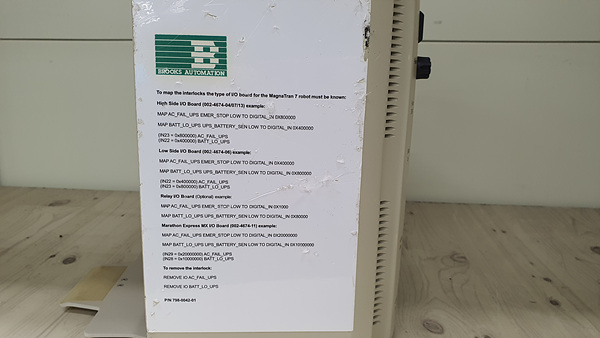 BROOKS AUTOMATION
To map the interlocks the type of I/O board for the MagnaTran 7 robot must be known:
High Side I/O Board (002-4674-04/07/13) example:
MAP AC_FAIL_UPS EMER_STOP LOW TO DIGITAL_IN 0X800000
MAP BATT_LO_UPS UPS_BATTERY_SEN LOW TO DIGITAL_IN 0X400000
(IN23 = 0x800000) AC_FAIL_UPS
(IN22 = 0x400000) BATT_LO_UPS
Low Side I/O Board (002-4674-06) example:
MAP AC_FAIL_UPS EMER_STOP LOW TO DIGITAL_IN 0X400000
MAP BATT_LO_UPS UPS_BATTERY_SEN LOW TO DIGITAL_IN 0X800000
(IN22 = 0x400000) AC_FAIL_UPS
(IN23 = 0x800000) BATT_LO_UPS
Relay I/O Board (Optional) example:
MAP AC_FAIL_UPS EMER_STOP LOW TO DIGITAL_IN 0X1000
MAP BATT_LO_UPS UPS_BATTERY_SEN LOW TO DIGITAL_IN 0X80000
Marathon Express MX I/O Board (002-4674-11) example:
MAP AC_FAIL_UPS EMER_STOP LOW TO DIGITAL_IN 0X20000000
MAP BATT_LO_UPS UPS_BATTERY_SEN LOW TO DIGITAL_IN 0X10000000
(IN29 = 0x20000000) AC_FAIL_UPS
(IN28 = 0x10000000) BATT_LO_UPS
To remove the interlock:
REMOVE IO AC_FAIL_UPS
REMOVE IO BATT_LO_UPS
P/N 798-0042-01